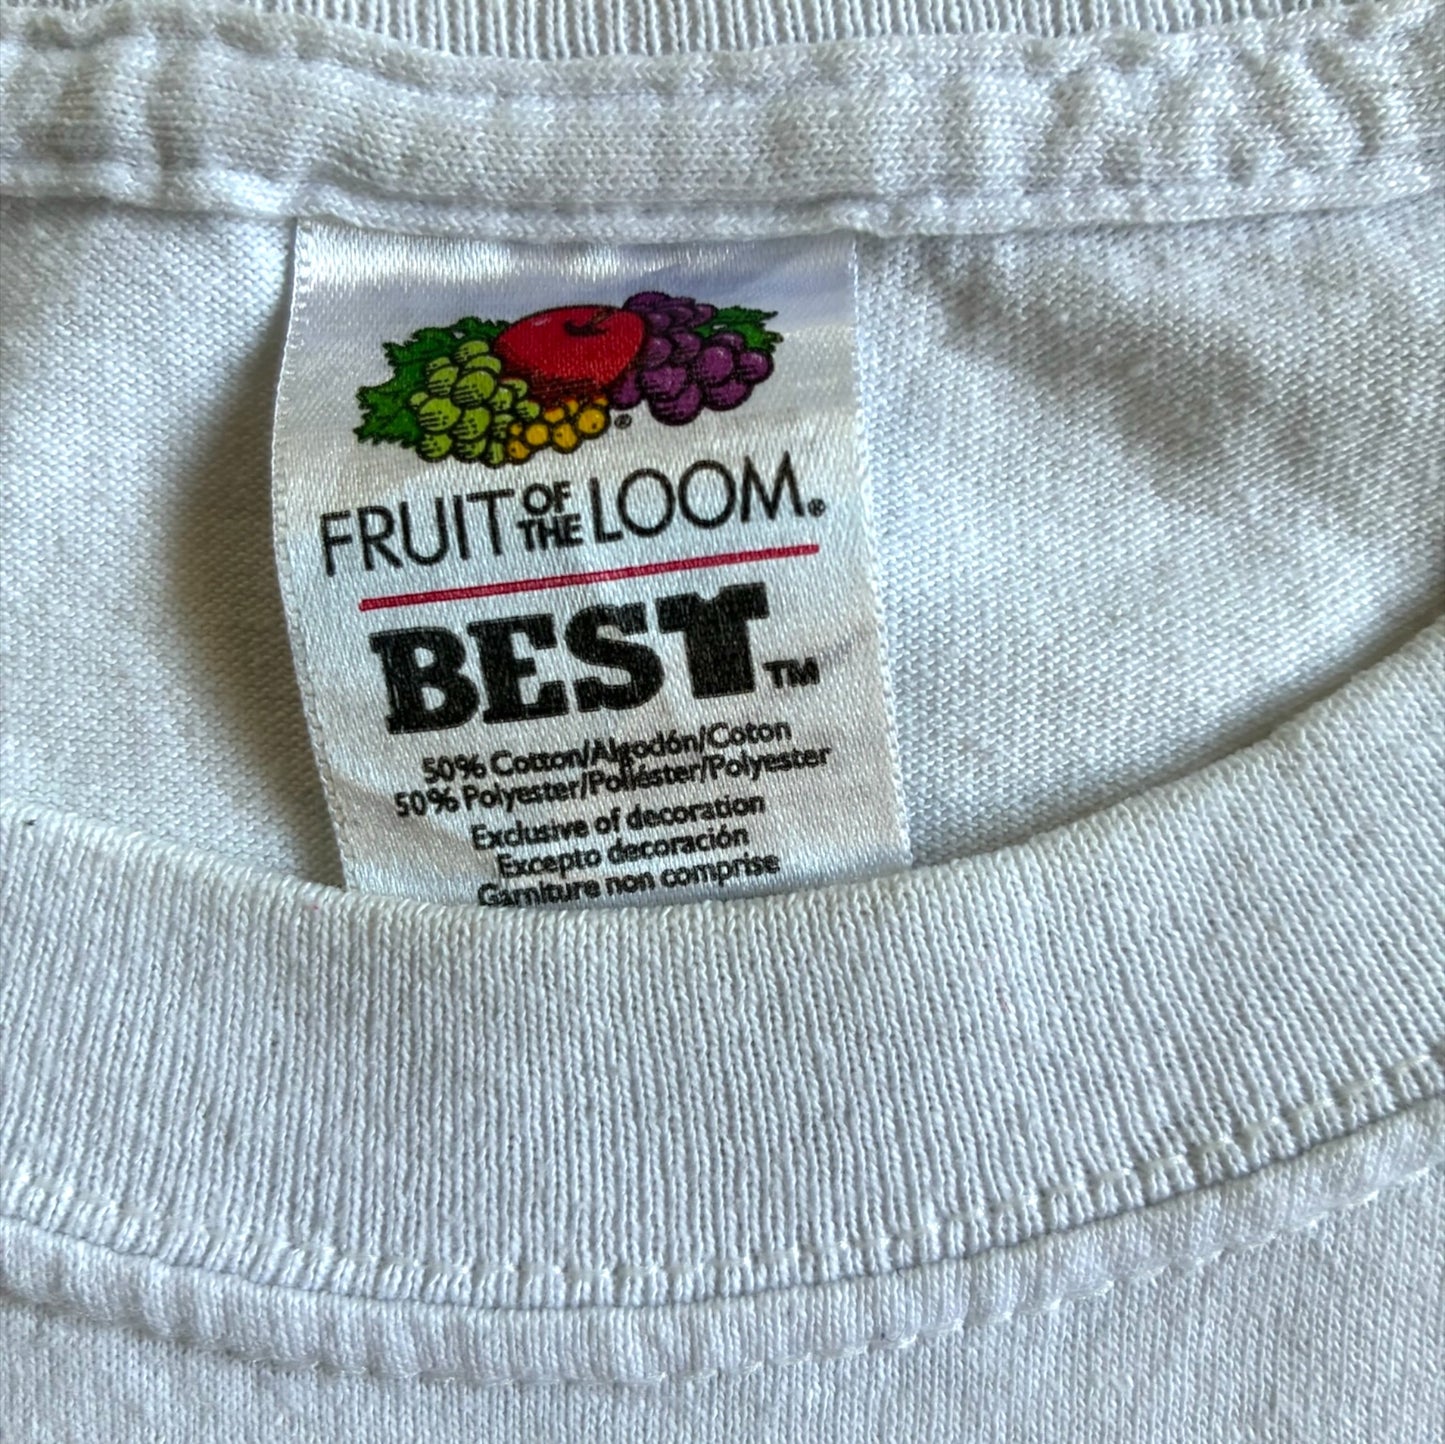 ®
FRUIT OF THE LOOM®
BEST™
50% Cotton/Algodón/Coton
50% Polyester/Poliéster/Polyester
Exclusive of decoration
Excepto decoración
Garniture non comprise